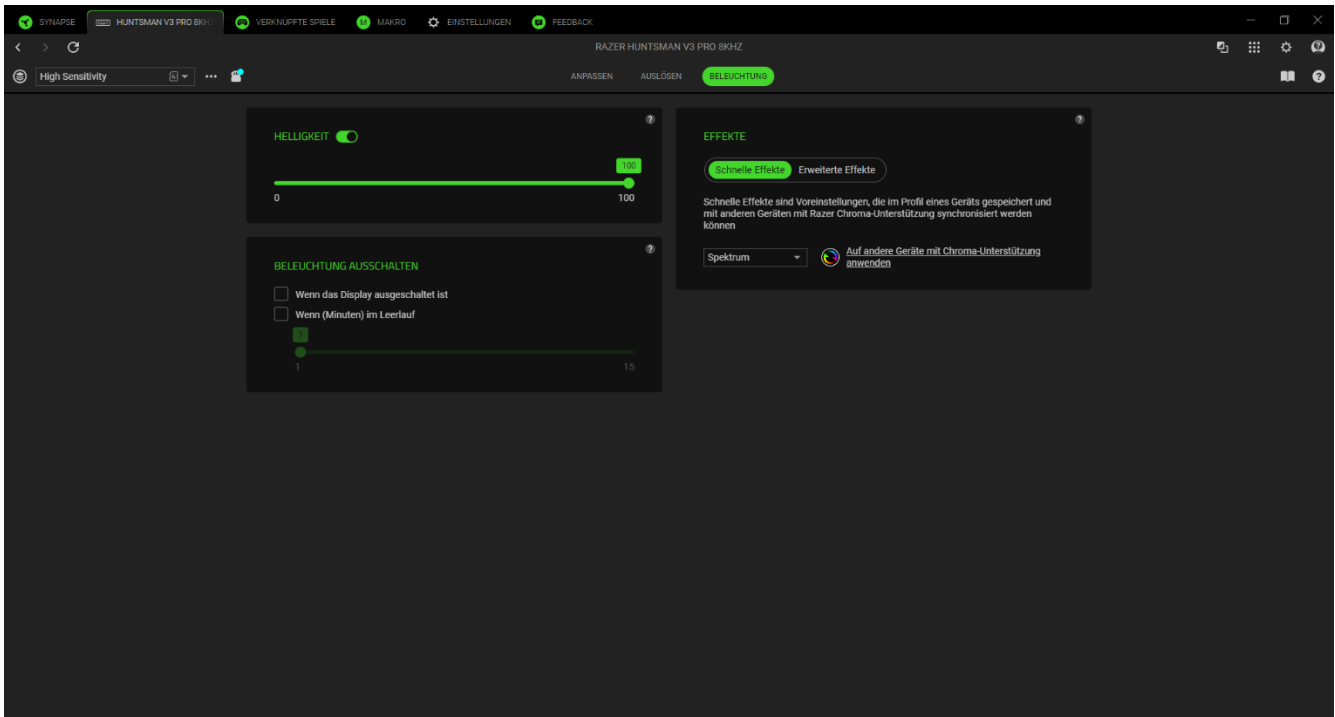 SYNAPSE
HUNTSMAN V3 PRO 8KHZ
VERKNÜPFTE SPIELE
M MAKRO
EINSTELLUNGEN
FEEDBACK
RAZER HUNTSMAN V3 PRO 8KHZ
High Sensitivity
4
ANPASSEN
AUSLÖSEN
BELEUCHTUNG
HELLIGKEIT
100
0
100
BELEUCHTUNG AUSSCHALTEN
Wenn das Display ausgeschaltet ist
Wenn (Minuten) im Leerlauf
1
1
15
EFFEKTE
Schnelle Effekte
Erweiterte Effekte
Schnelle Effekte sind Voreinstellungen, die im Profil eines Geräts gespeichert und
mit anderen Geräten mit Razer Chroma-Unterstützung synchronisiert werden
können
Spektrum
Auf andere Geräte mit Chroma-Unterstützung
anwenden